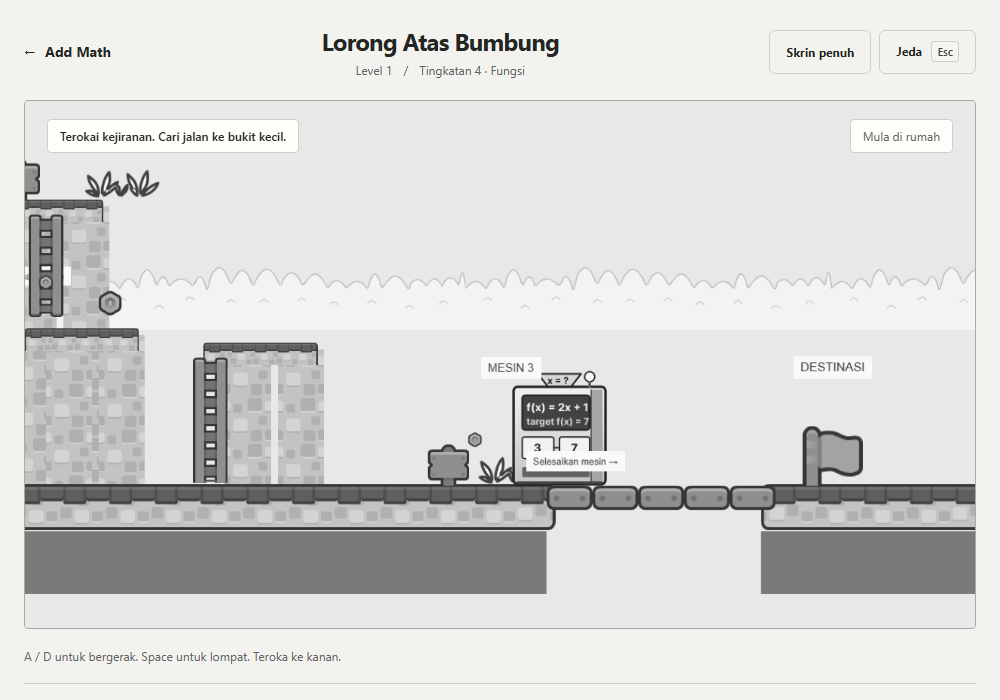 ← Add Math
Lorong Atas Bumbung
Level 1 / Tingkatan 4 · Fungsi
Skrin penuh
Jeda Esc
Terokai kejiranan. Cari jalan ke bukit kecil.
Mula di rumah
MESIN 3
x = ?
f(x) = 2x + 1
target f(x) = 7
3 7
Selesaikan mesin →
DESTINASI
A / D untuk bergerak. Space untuk lompat. Teroka ke kanan.